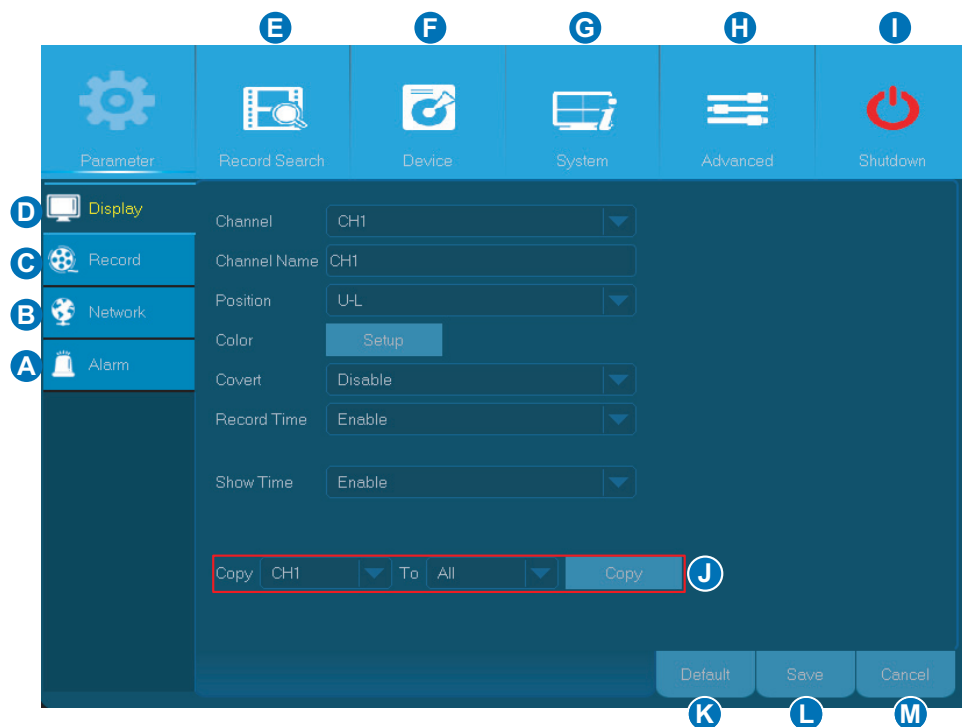 E F G H I
Parameter Record Search Device System Advanced Shutdown
D Display
Channel CH1
C Record
Channel Name CH1
Position U-L
B Network
Color Setup
A Alarm
Covert Disable
Record Time Enable
Show Time Enable
Copy CH1 To All Copy J
Default Save Cancel
K L M